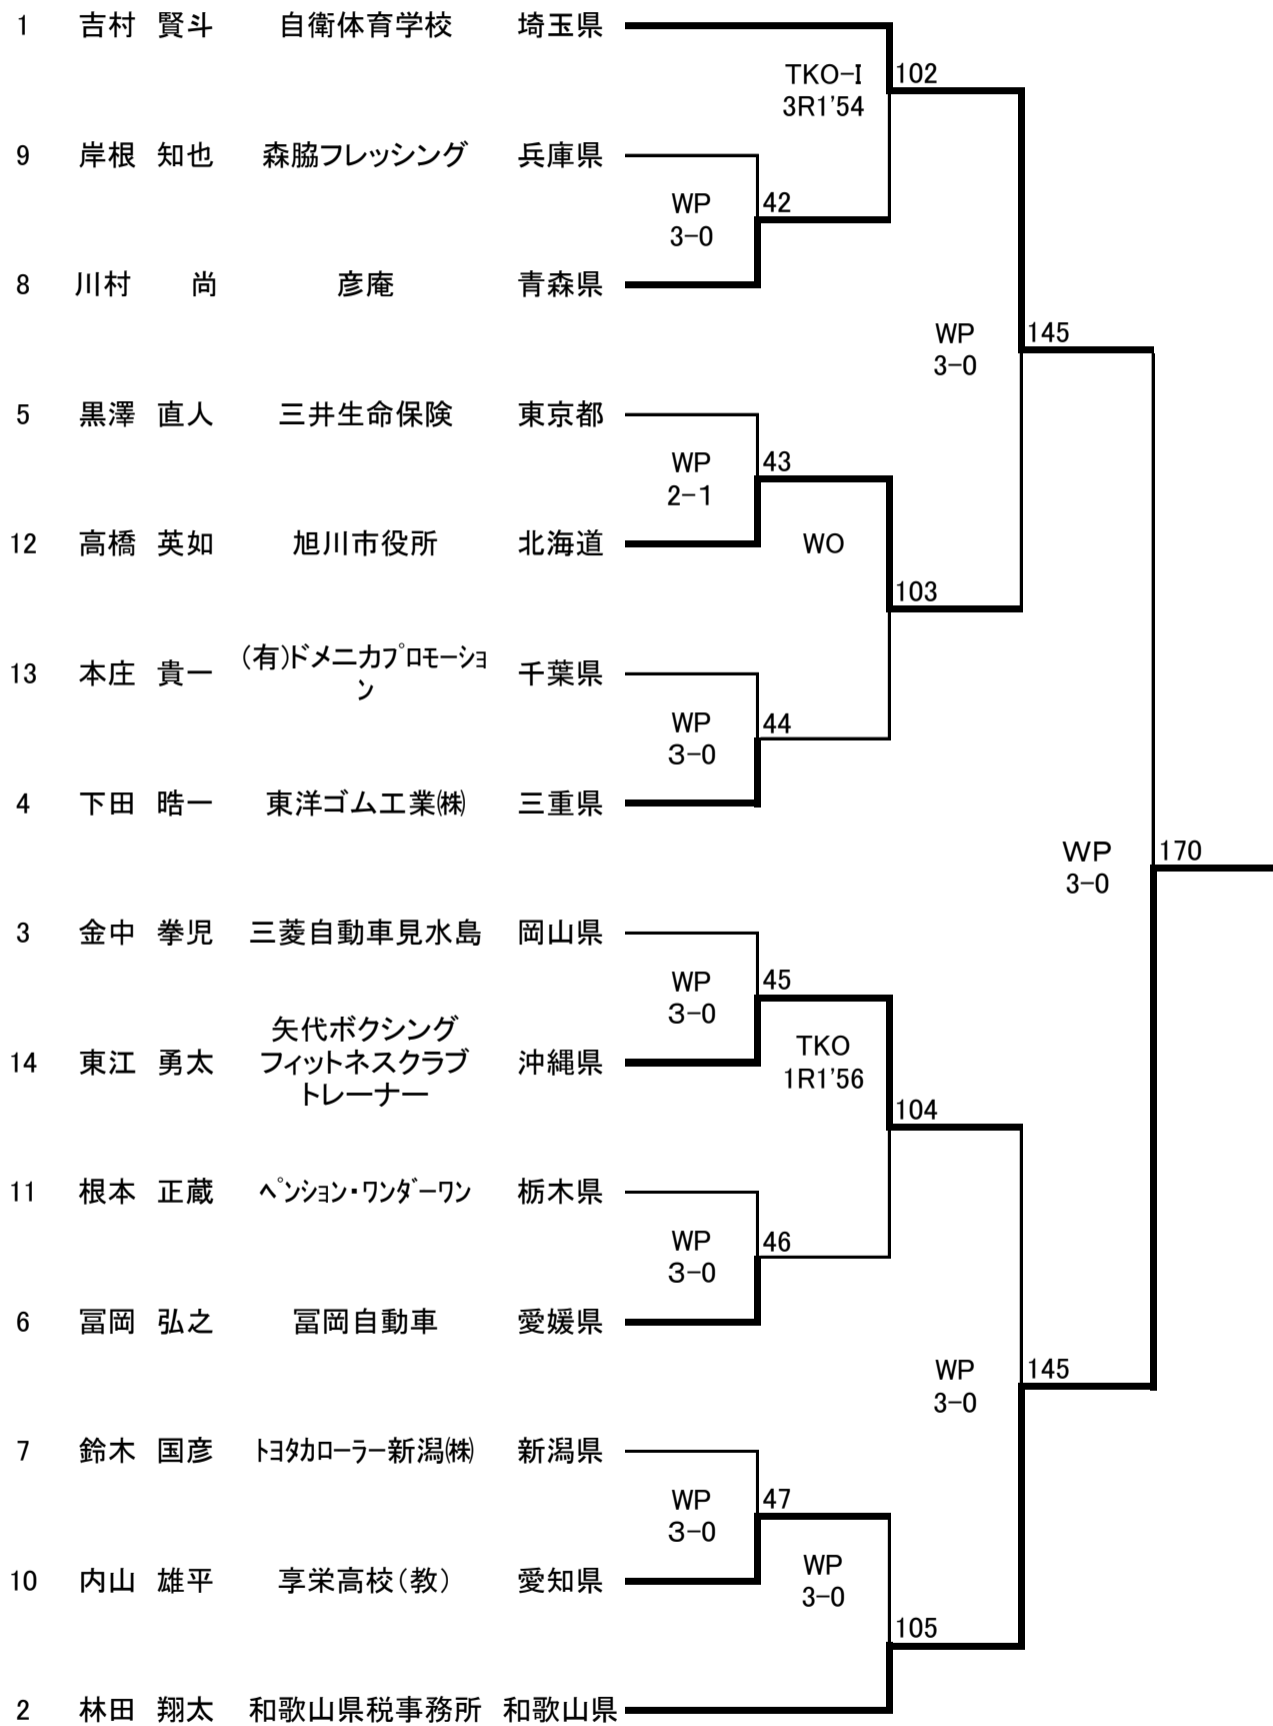 1 吉村 賢斗 自衛体育学校 埼玉県
TKO-I 102
3R1'54
9 岸根 知也 森脇フレッシング 兵庫県
WP 42
3-0
8 川村 尚 彦庵 青森県
WP 145
3-0
5 黒澤 直人 三井生命保険 東京都
WP 43
2-1
12 高橋 英如 旭川市役所 北海道
WO
103
13 本庄 貴一 (有)ドメニカプロモーショ
ン 千葉県
WP 44
3-0
4 下田 晧一 東洋ゴム工業㈱ 三重県
WP 170
3-0
3 金中 拳児 三菱自動車見水島 岡山県
WP 45
3-0
矢代ボクシング
14 東江 勇太 フィットネスクラブ 沖縄県
トレーナー
TKO
1R1'56
104
11 根本 正蔵 ペンション・ワンダーワン 栃木県
WP 46
3-0
6 冨岡 弘之 冨岡自動車 愛媛県
WP 145
3-0
7 鈴木 国彦 トヨタカローラー新潟㈱ 新潟県
WP 47
3-0
10 内山 雄平 享栄高校(教) 愛知県
WP
3-0
105
2 林田 翔太 和歌山県税事務所 和歌山県